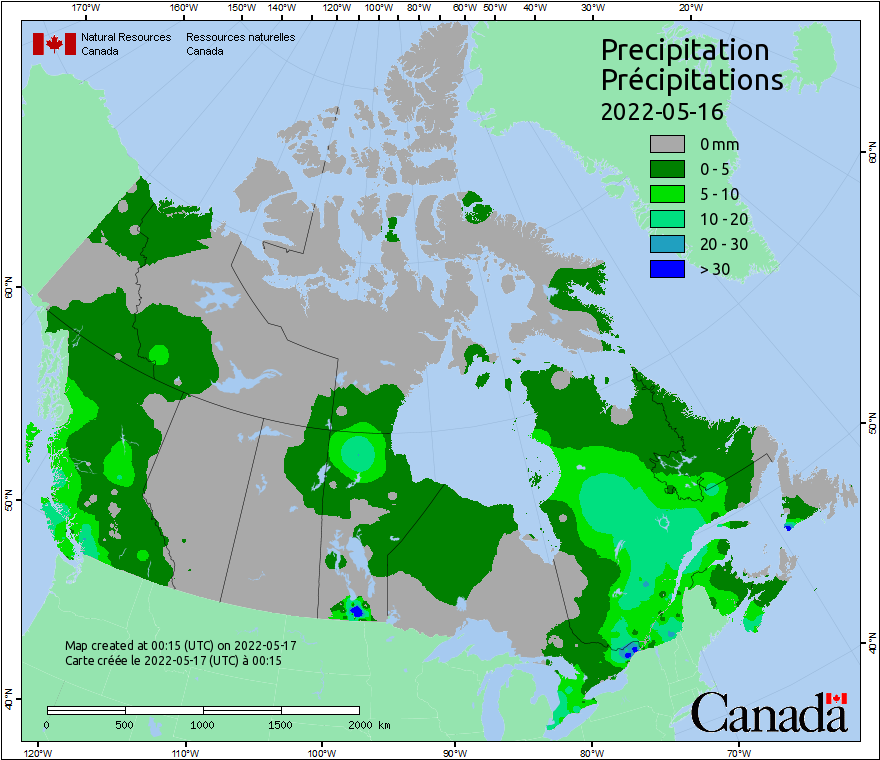 170°W 160°W 150°W 140°W 120°W 100°W 80°W 60°W 50°W 40°W 30°W 20°W
Natural Resources Ressources naturelles
Canada Canada
Precipitation
Précipitations
2022-05-16
0 mm
0 - 5
5 - 10
10 - 20
20 - 30
> 30
60°N
60°N
50°N
50°N
40°N
40°N
Map created at 00:15 (UTC) on 2022-05-17
Carte créée le 2022-05-17 (UTC) à 00:15
0 500 1000 1500 2000 km
Canada
120°W 110°W 100°W 90°W 80°W 70°W